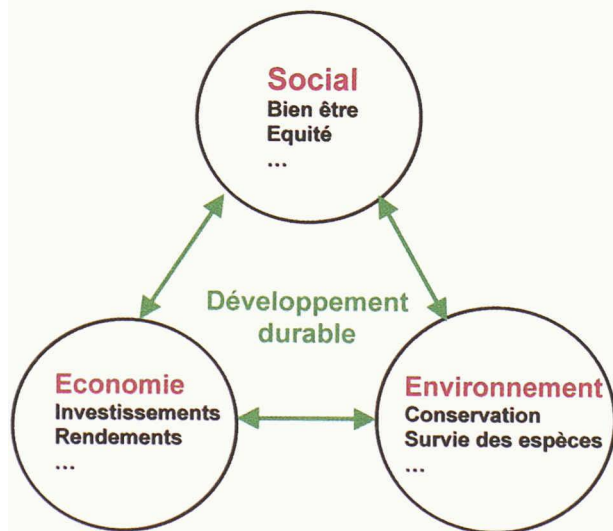 Social
Bien être
Equité
...
Développement
durable
Economie
Investissements
Rendements
...
Environnement
Conservation
Survie des espèces
...